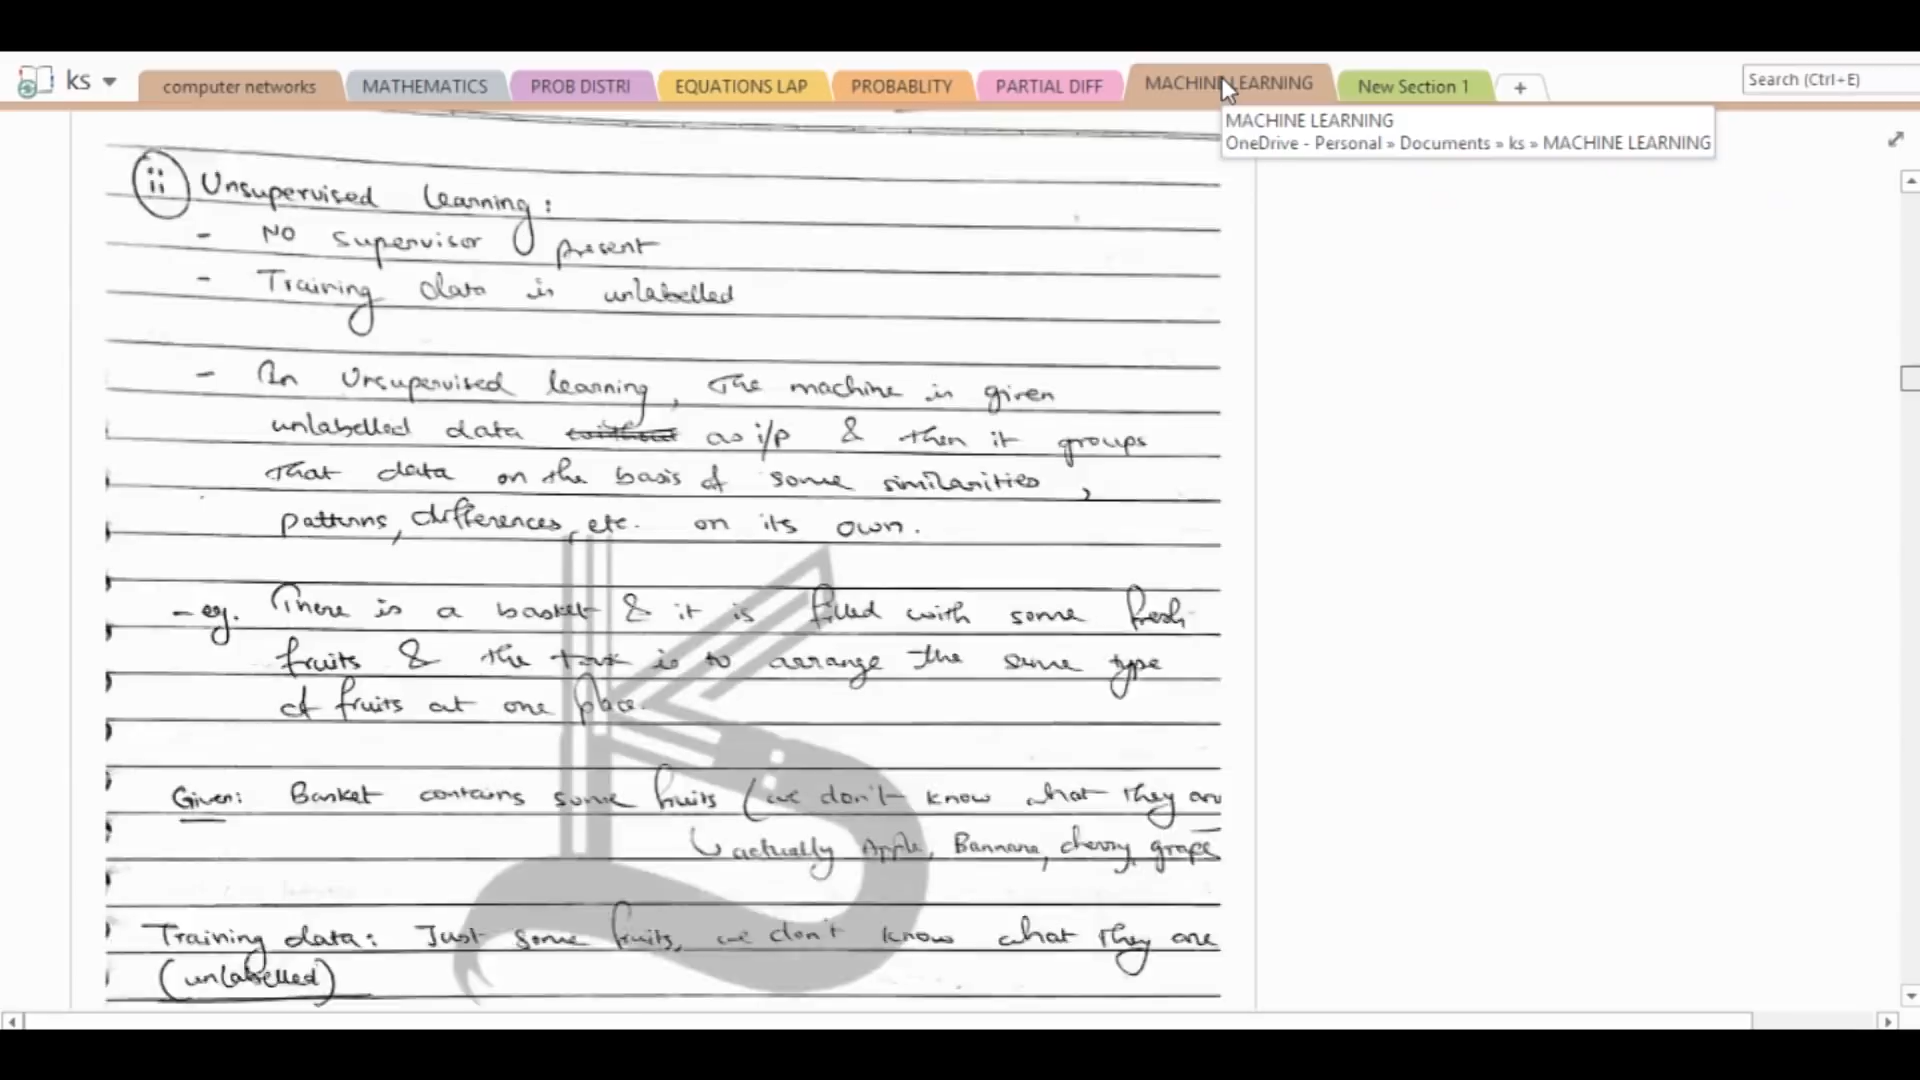 ks
computer networks
MATHEMATICS
PROB DISTRI
EQUATIONS LAP
PROBABLITY
PARTIAL DIFF
MACHINE LEARNING
New Section 1
+
Search (Ctrl+E)
MACHINE LEARNING
OneDrive - Personal » Documents » ks » MACHINE LEARNING
ii Unsupervised learning :
- NO supervisor present
- Training data is unlabelled
- In Unsupervised learning, The machine is given
unlabelled data as i/p & then it groups
that data on the basis of some similarities ,
patterns, differences, etc. on its own.
- eg. There is a basket & it is filled with some fresh
fruits & the task is to arrange the same type
of fruits at one place.
Given: Basket contains some fruits ( we don't know what they are
actually Apple, Bannana, cherry, grape
Training data: Just some fruits, we don't know what they are
(unlabelled)